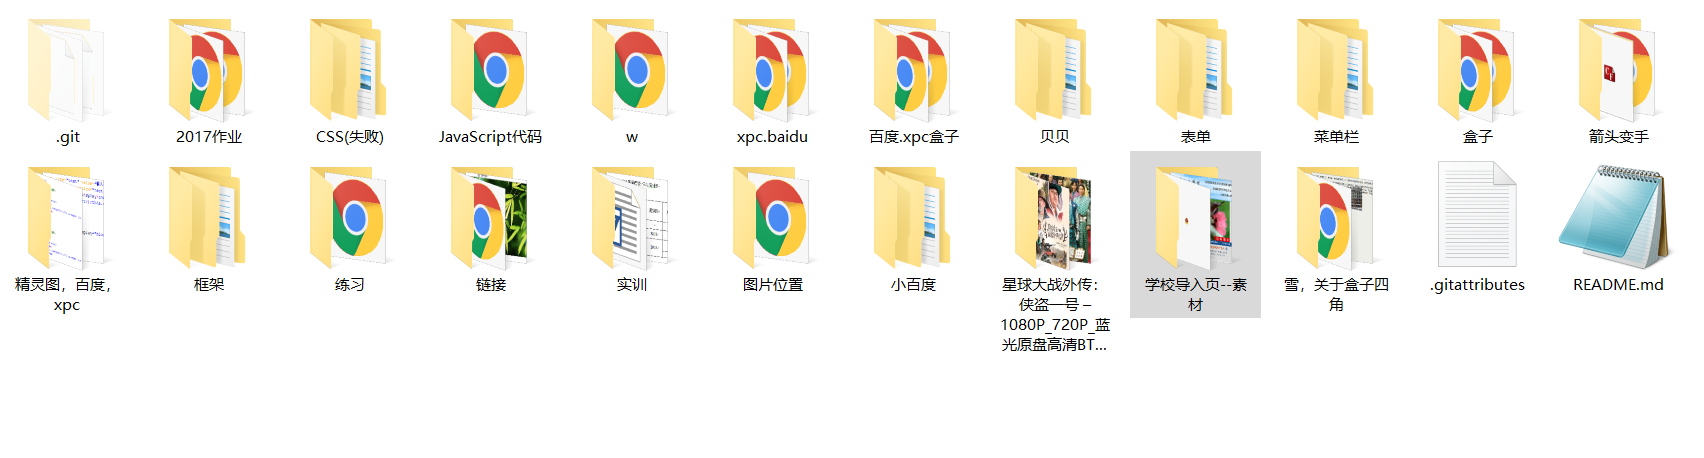 .git
2017作业
CSS(失败)
JavaScript代码
w
xpc.baidu
百度.xpc盒子
贝贝
表单
菜单栏
盒子
箭头变手
精灵图，百度，
xpc
框架
练习
链接
实训
图片位置
小百度
星球大战外传：
侠盗一号 –
1080P_720P_蓝
光原盘高清BT...
学校导入页--素
材
雪，关于盒子四
角
.gitattributes
README.md